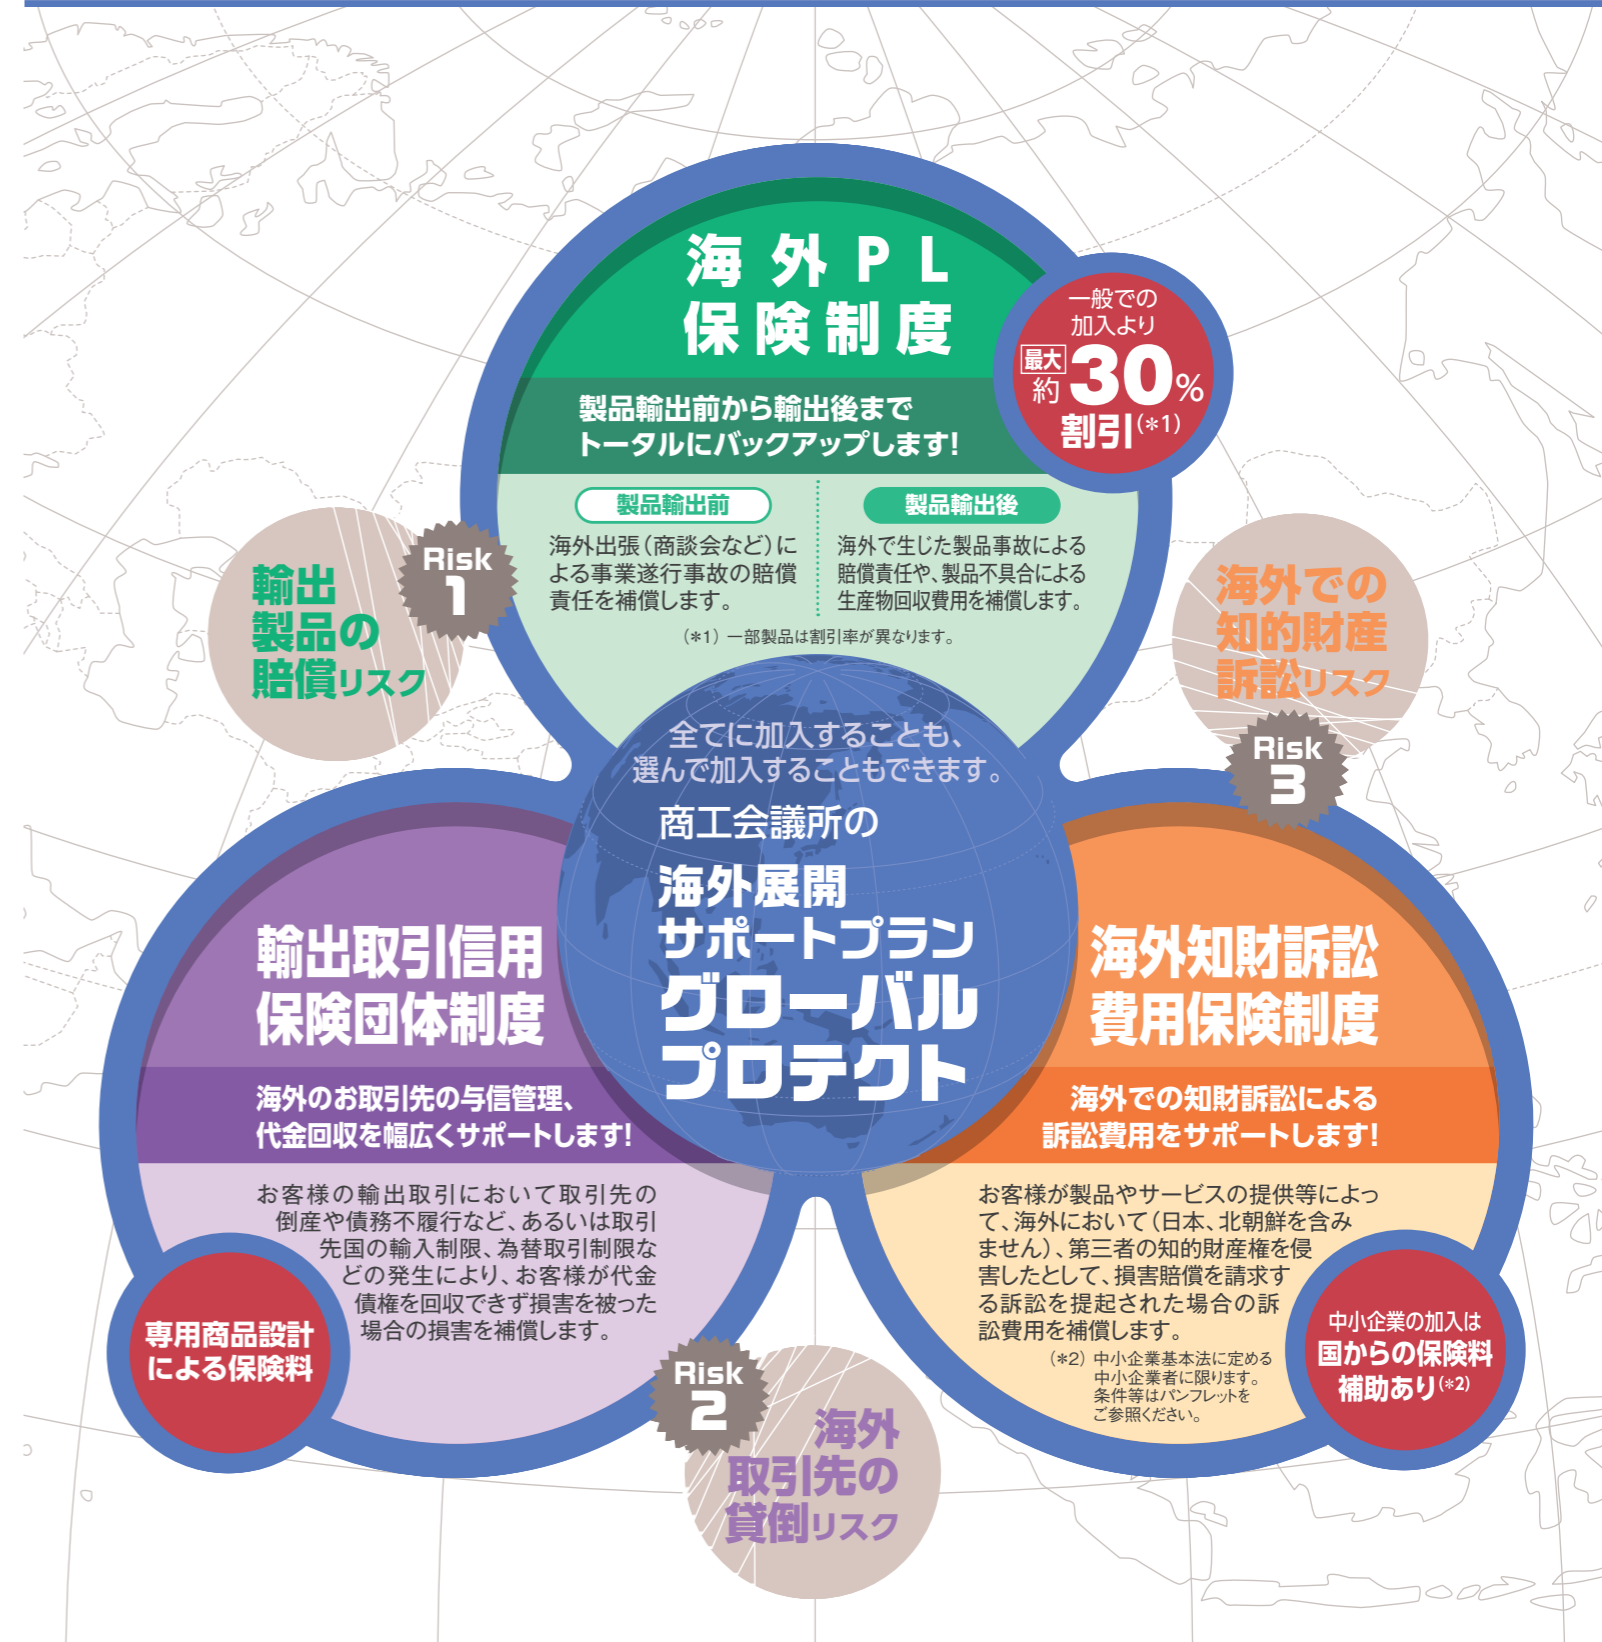 海外PL
保険制度
一般での
加入より
最大
約30%
割引(*1)
製品輸出前から輸出後まで
トータルにバックアップします!
製品輸出前
海外出張(商談会など)に
よる事業遂行事故の賠償
責任を補償します。
製品輸出後
海外で生じた製品事故による
賠償責任や、製品不具合による
生産物回収費用を補償します。
(*1) 一部製品は割引率が異なります。
Risk
1
輸出
製品の
賠償リスク
海外での
知的財産
訴訟リスク
Risk
3
全てに加入することも、
選んで加入することもできます。
商工会議所の
海外展開
サポートプラン
グローバル
プロテクト
輸出取引信用
保険団体制度
海外のお取引先の与信管理、
代金回収を幅広くサポートします!
お客様の輸出取引において取引先の
倒産や債務不履行など、あるいは取引
先国の輸入制限、為替取引制限な
どの発生により、お客様が代金
債権を回収できず損害を被った
場合の損害を補償します。
専用商品設計
による保険料
海外知財訴訟
費用保険制度
海外での知財訴訟による
訴訟費用をサポートします!
お客様が製品やサービスの提供等によっ
て、海外において(日本、北朝鮮を含み
ません)、第三者の知的財産権を侵
害したとして、損害賠償を請求す
る訴訟を提起された場合の訴
訟費用を補償します。
(*2) 中小企業基本法に定める
中小企業者に限ります。
条件等はパンフレットを
ご参照ください。
中小企業の加入は
国からの保険料
補助あり(*2)
Risk
2
海外
取引先の
貸倒リスク